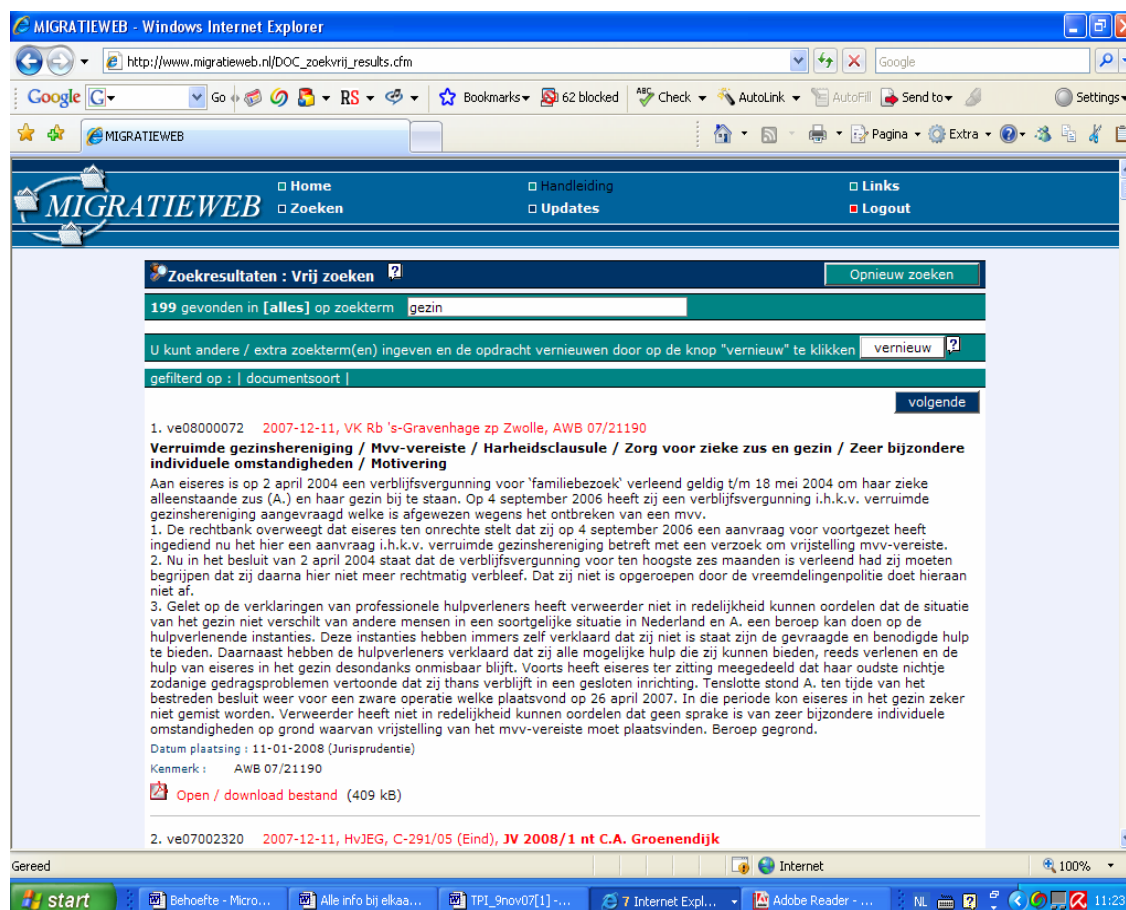 MIGRATIEWEB - Windows Internet Explorer
http://www.migratieweb.nl/DOC_zoekvrij_results.cfm
Google
Google G Go RS Bookmarks 62 blocked ABC Check AutoLink AutoFill Send to Settings
MIGRATIEWEB
Pagina Extra
MIGRATIEWEB
Home Handleiding Links
Zoeken Updates Logout
Zoekresultaten : Vrij zoeken ? Opnieuw zoeken
199 gevonden in [alles] op zoekterm gezin
U kunt andere / extra zoekterm(en) ingeven en de opdracht vernieuwen door op de knop "vernieuw" te klikken vernieuw ?
gefilterd op : | documentsoort |
volgende
1. ve08000072 2007-12-11, VK Rb 's-Gravenhage zp Zwolle, AWB 07/21190
Verruimde gezinshereniging / Mvv-vereiste / Harheidsclausule / Zorg voor zieke zus en gezin / Zeer bijzondere
individuele omstandigheden / Motivering
Aan eiseres is op 2 april 2004 een verblijfsvergunning voor 'familiebezoek' verleend geldig t/m 18 mei 2004 om haar zieke
alleenstaande zus (A.) en haar gezin bij te staan. Op 4 september 2006 heeft zij een verblijfsvergunning i.h.k.v. verruimde
gezinshereniging aangevraagd welke is afgewezen wegens het ontbreken van een mvv.
1. De rechtbank overweegt dat eiseres ten onrechte stelt dat zij op 4 september 2006 een aanvraag voor voortgezet heeft
ingediend nu het hier een aanvraag i.h.k.v. verruimde gezinshereniging betreft met een verzoek om vrijstelling mvv-vereiste.
2. Nu in het besluit van 2 april 2004 staat dat de verblijfsvergunning voor ten hoogste zes maanden is verleend had zij moeten
begrijpen dat zij daarna hier niet meer rechtmatig verbleef. Dat zij niet is opgeroepen door de vreemdelingenpolitie doet hieraan
niet af.
3. Gelet op de verklaringen van professionele hulpverleners heeft verweerder niet in redelijkheid kunnen oordelen dat de situatie
van het gezin niet verschilt van andere mensen in een soortgelijke situatie in Nederland en A. een beroep kan doen op de
hulpverlenende instanties. Deze instanties hebben immers zelf verklaard dat zij niet is staat zijn de gevraagde en benodigde hulp
te bieden. Daarnaast hebben de hulpverleners verklaard dat zij alle mogelijke hulp die zij kunnen bieden, reeds verlenen en de
hulp van eiseres in het gezin desondanks onmisbaar blijft. Voorts heeft eiseres ter zitting meegedeeld dat haar oudste nichtje
zodanige gedragsproblemen vertoonde dat zij thans verblijft in een gesloten inrichting. Tenslotte stond A. ten tijde van het
bestreden besluit weer voor een zware operatie welke plaatsvond op 26 april 2007. In die periode kon eiseres in het gezin zeker
niet gemist worden. Verweerder heeft niet in redelijkheid kunnen oordelen dat geen sprake is van zeer bijzondere individuele
omstandigheden op grond waarvan vrijstelling van het mvv-vereiste moet plaatsvinden. Beroep gegrond.
Datum plaatsing : 11-01-2008 (Jurisprudentie)
Kenmerk : AWB 07/21190
Open / download bestand (409 kB)
2. ve07002320 2007-12-11, HvJEG, C-291/05 (Eind), JV 2008/1 nt C.A. Groenendijk
Gereed Internet 100%
start Behoefte - Micro... Alle info bij elkaa... TPI_9nov07[1] -... 7 Internet Expl... Adobe Reader - ... NL 11:23